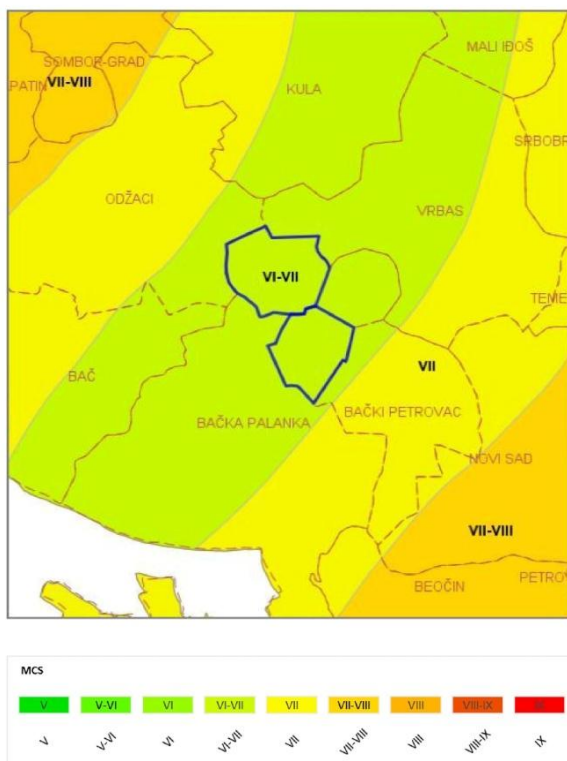 MALI IĐOŠ
SOMBOR-GRAD
PATIN VII-VIII
KULA
SRBOBR
ODŽACI
VRBAS
VI-VII
TEME
VII
BAČ
BAČKI PETROVAC
BAČKA PALANKA
NOVI SAD
VII-VIII
BEOČIN PETROV
MCS
V V-VI VI VI-VII VII VII-VIII VIII VIII-IX IX
V V-VI VI VI-VII VII VII-VIII VIII VIII-IX IX